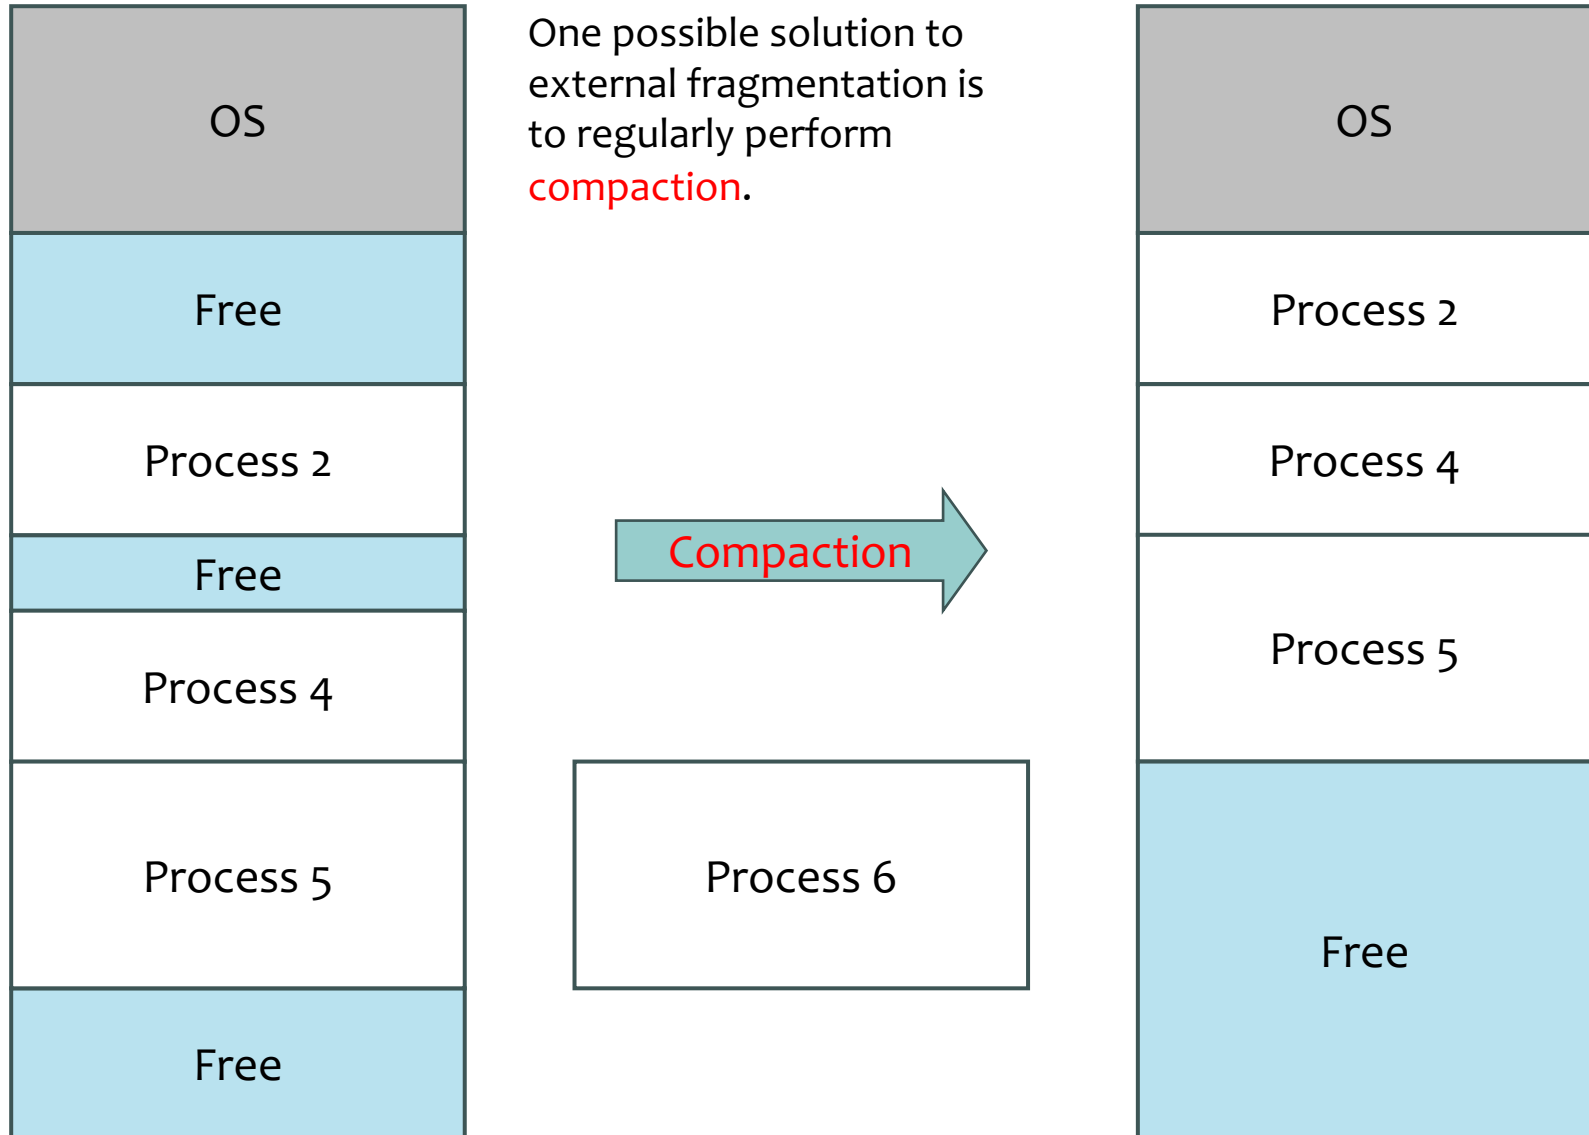 OS
Free
Process 2
Free
Process 4
Process 5
Free
One possible solution to
external fragmentation is
to regularly perform
compaction.
Compaction
Process 6
OS
Process 2
Process 4
Process 5
Free